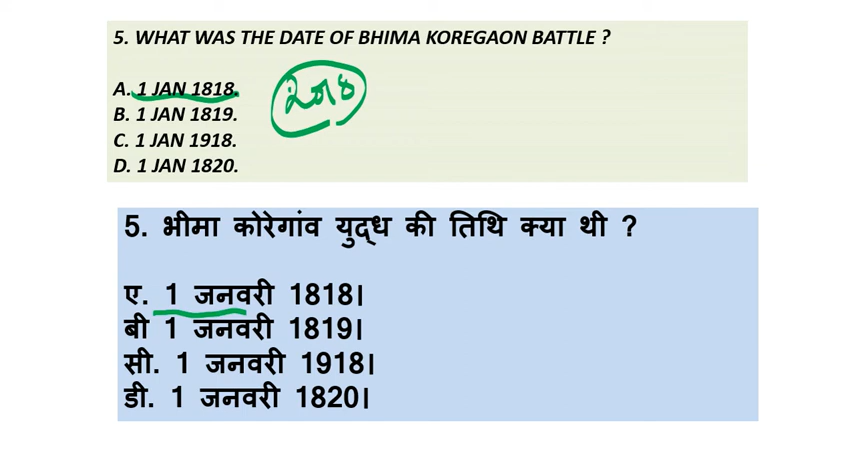 5. WHAT WAS THE DATE OF BHIMA KOREGAON BATTLE ?
A. 1 JAN 1818.
2018
B. 1 JAN 1819.
C. 1 JAN 1918.
D. 1 JAN 1820.
5. भीमा कोरेगांव युद्ध की तिथि क्या थी ?
ए. 1 जनवरी 1818।
बी 1 जनवरी 1819।
सी. 1 जनवरी 1918।
डी. 1 जनवरी 1820।